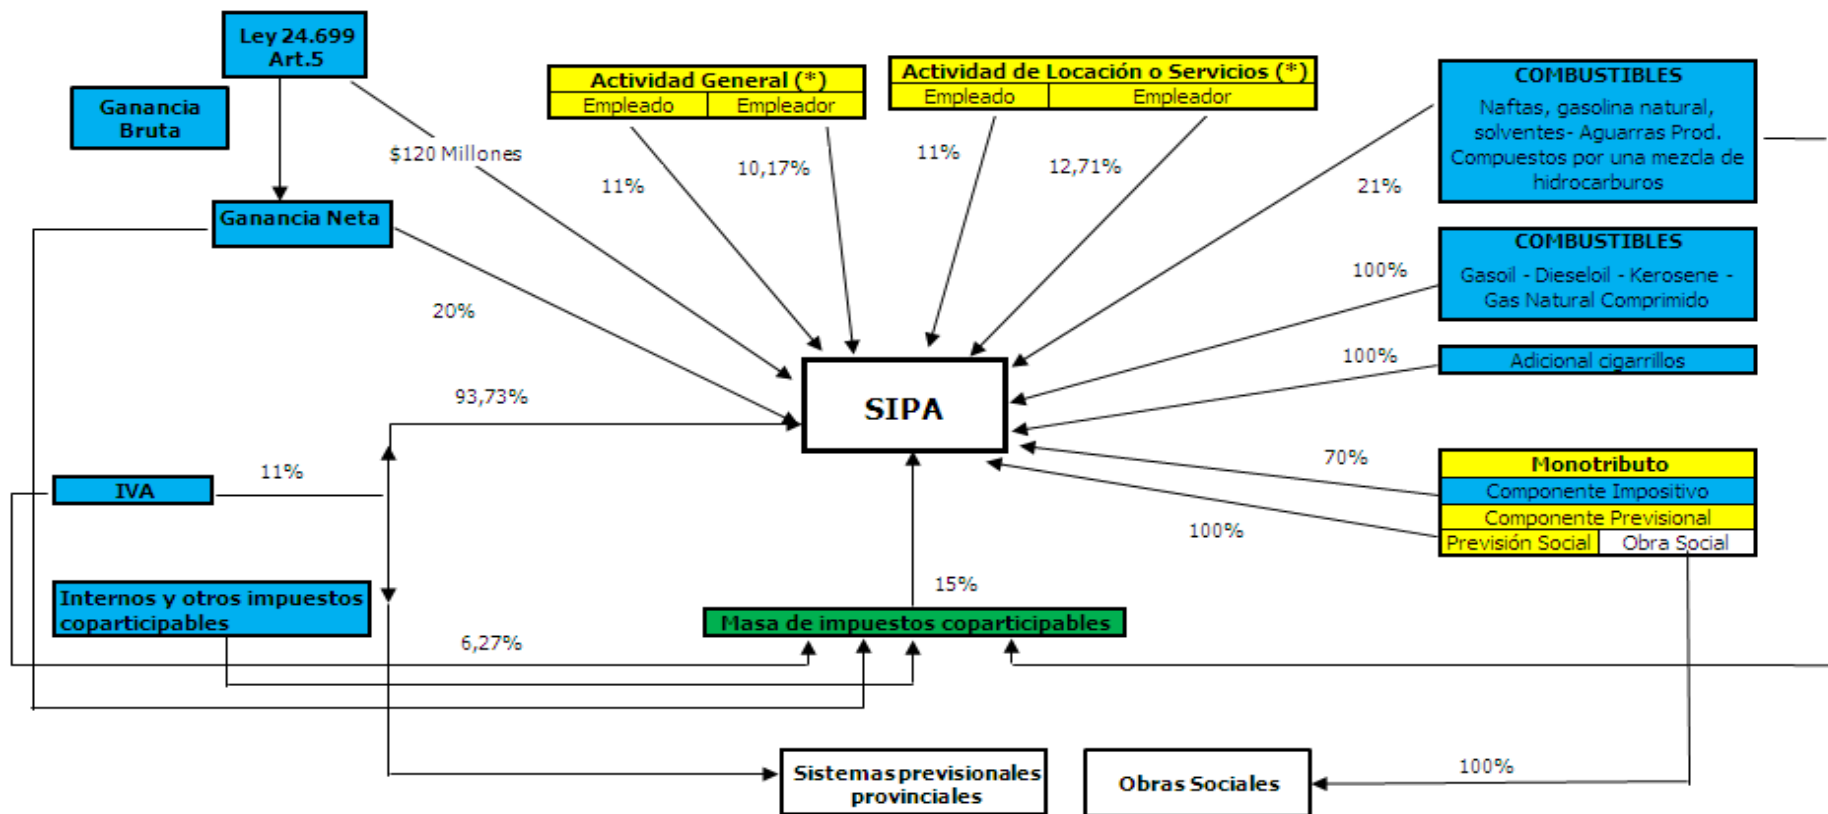 Ley 24.699
Art.5
Ganancia
Bruta
$120 Millones
Ganancia Neta
20%
Actividad General (*)
Empleado Empleador
11%
10,17%
Actividad de Locación o Servicios (*)
Empleado Empleador
11%
12,71%
COMBUSTIBLES
Naftas, gasolina natural,
solventes- Aguarras Prod.
Compuestos por una mezcla de
hidrocarburos
21%
COMBUSTIBLES
Gasoil - Dieseloil - Kerosene -
Gas Natural Comprimido
100%
Adicional cigarrillos
100%
SIPA
93,73%
IVA
11%
Monotributo
Componente Impositivo
Componente Previsional
Previsión Social Obra Social
70%
100%
Internos y otros impuestos
coparticipables
6,27%
15%
Masa de impuestos coparticipables
Sistemas previsionales
provinciales
Obras Sociales
100%